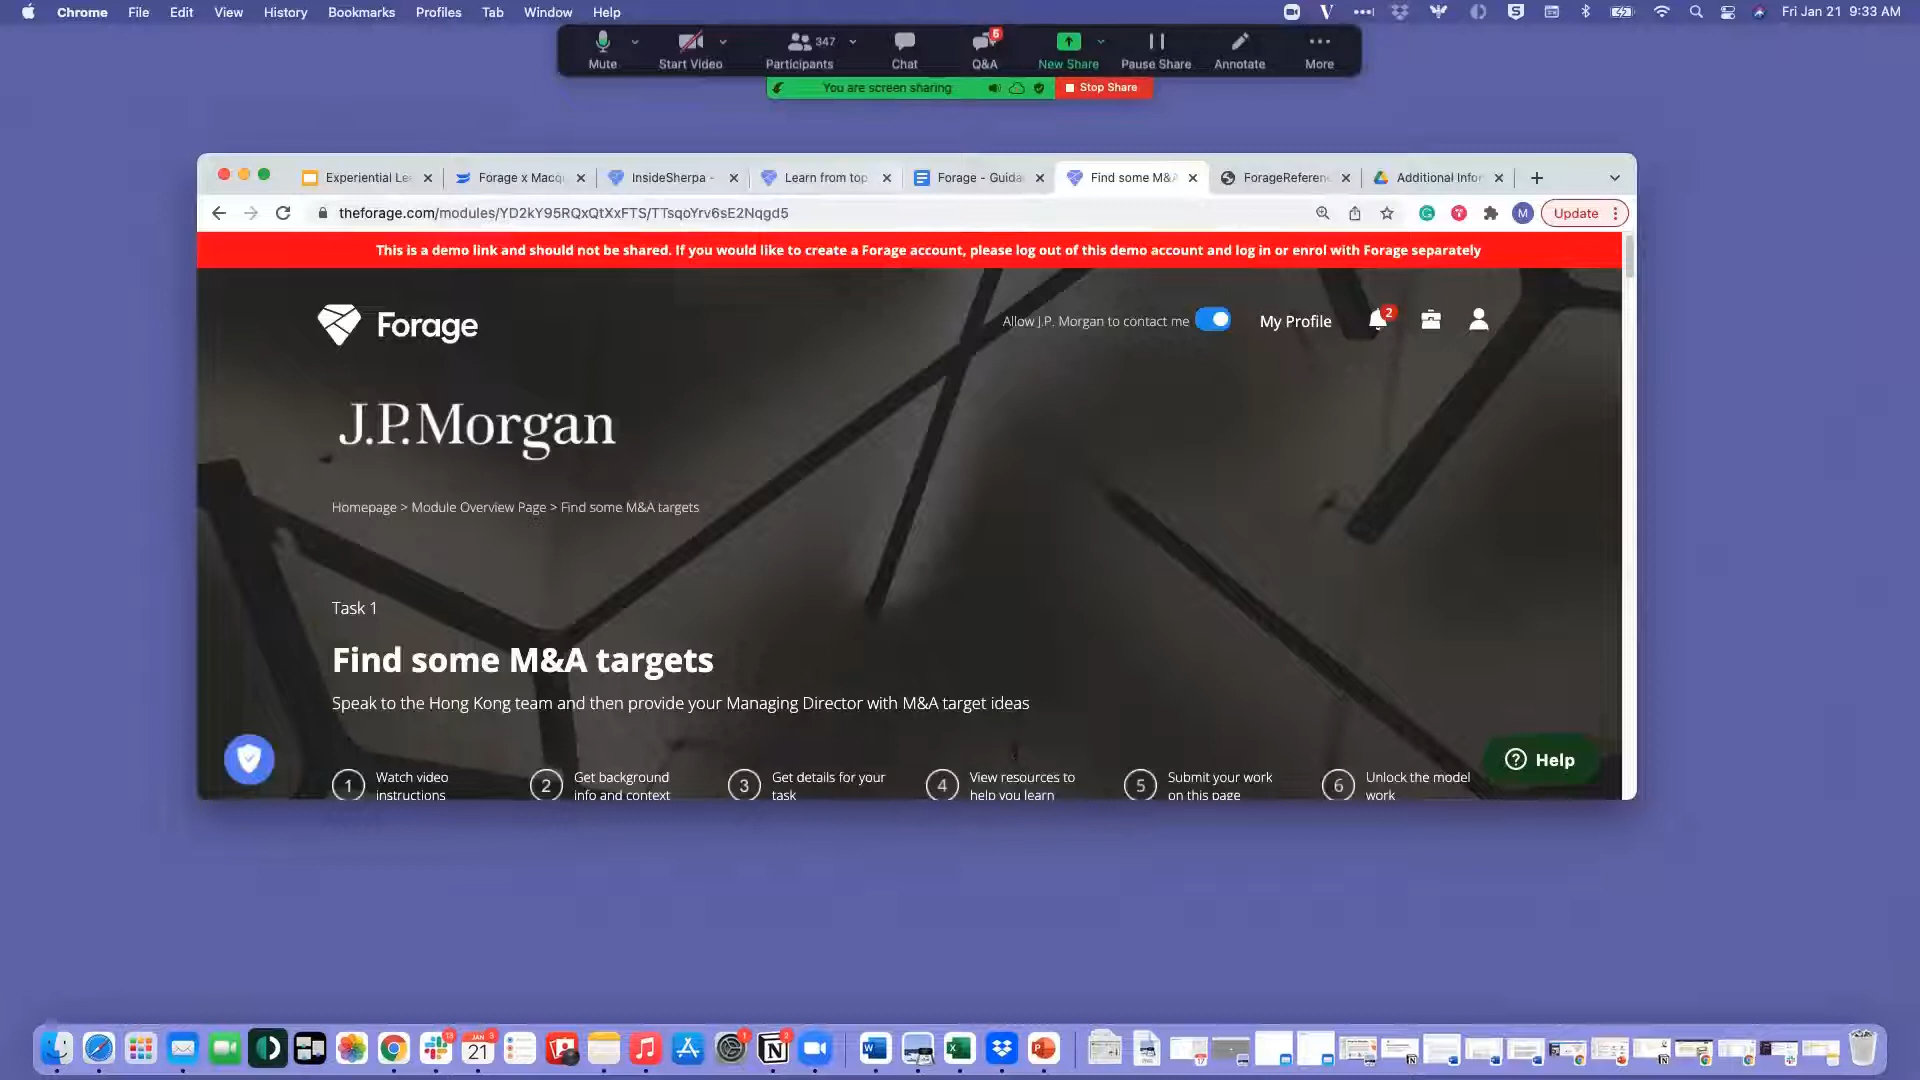 Chrome File Edit View History Bookmarks Profiles Tab Window Help
Fri Jan 21 9:33 AM
Mute
Start Video
347
Participants
Chat
5
Q&A
New Share
Pause Share
Annotate
More
You are screen sharing
Stop Share
Experiential Le
Forage x Macq
InsideSherpa -
Learn from top
Forage - Guida
Find some M&A
ForageReferen
Additional Infor
theforage.com/modules/YD2kY95RQxQtXxFTS/TTsqoYrv6sE2Nqgd5
M
Update
This is a demo link and should not be shared. If you would like to create a Forage account, please log out of this demo account and log in or enrol with Forage separately
Forage
Allow J.P. Morgan to contact me
My Profile
2
J.P.Morgan
Homepage > Module Overview Page > Find some M&A targets
Task 1
Find some M&A targets
Speak to the Hong Kong team and then provide your Managing Director with M&A target ideas
1 Watch video instructions
2 Get background info and context
3 Get details for your task
4 View resources to help you learn
5 Submit your work on this page
6 Unlock the model work
Help
JAN
21